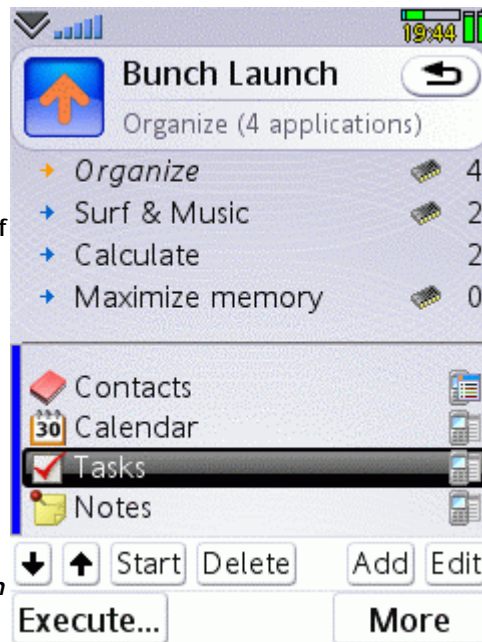 19:44
Bunch Launch
Organize (4 applications)
Organize 4
f
Surf & Music 2
Calculate 2
Maximize memory 0
Contacts
30 Calendar
Tasks
Notes
Start Delete Add Edit
n
Execute... More